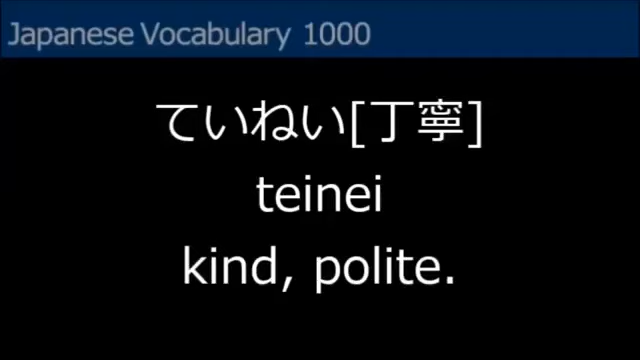 Japanese Vocabulary 1000
ていねい[丁寧]
teinei
kind, polite.